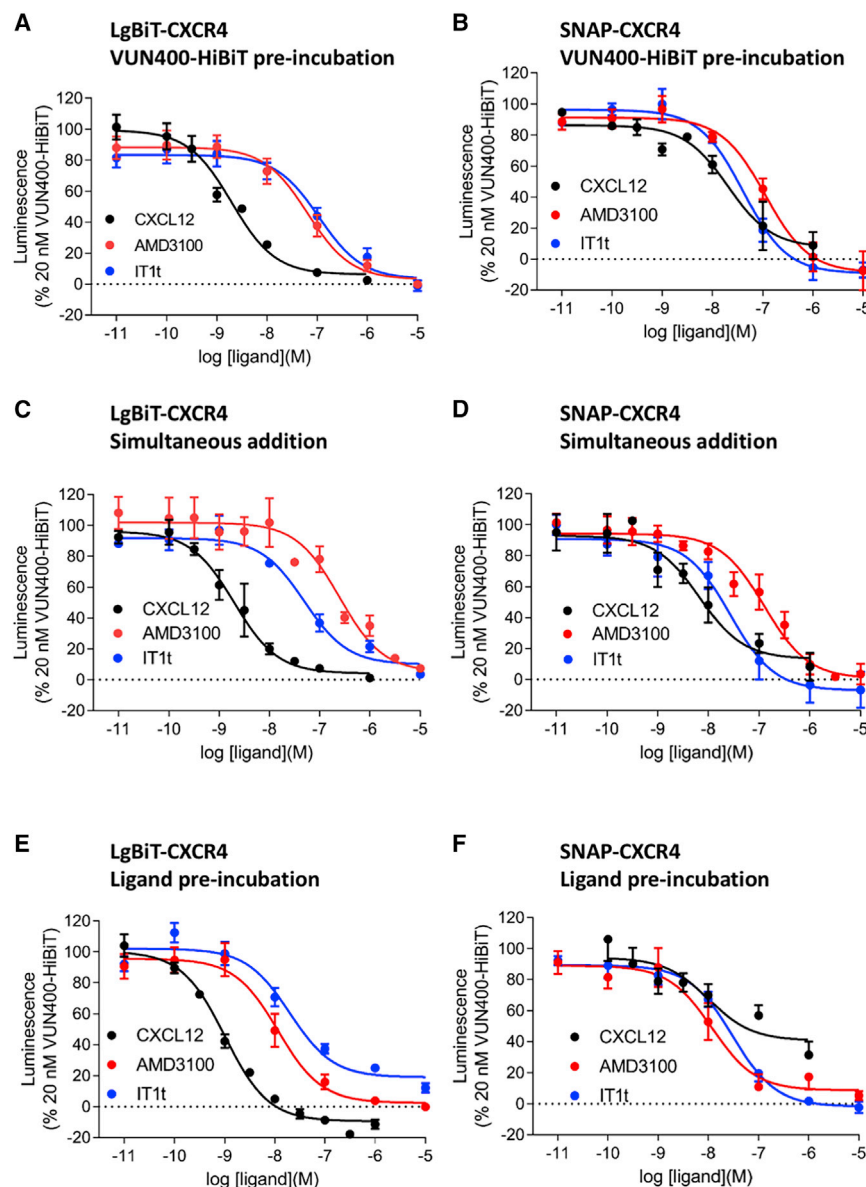 A
LgBiT-CXCR4
VUN400-HiBiT pre-incubation
Luminescence
(% 20 nM VUN400-HiBiT)
120
100
80
60
40
20
0
-20
CXCL12
AMD3100
IT1t
-11 -10 -9 -8 -7 -6 -5
log [ligand](M)
B
SNAP-CXCR4
VUN400-HiBiT pre-incubation
Luminescence
(% 20 nM VUN400-HiBiT)
120
100
80
60
40
20
0
-20
CXCL12
AMD3100
IT1t
-11 -10 -9 -8 -7 -6 -5
log [ligand](M)
C
LgBiT-CXCR4
Simultaneous addition
Luminescence
(% 20 nM VUN400-HiBiT)
120
100
80
60
40
20
0
-20
CXCL12
AMD3100
IT1t
-11 -10 -9 -8 -7 -6 -5
log [ligand](M)
D
SNAP-CXCR4
Simultaneous addition
Luminescence
(% 20 nM VUN400-HiBiT)
120
100
80
60
40
20
0
-20
CXCL12
AMD3100
IT1t
-11 -10 -9 -8 -7 -6 -5
log [ligand](M)
E
LgBiT-CXCR4
Ligand pre-incubation
Luminescence
(% 20 nM VUN400-HiBiT)
120
100
80
60
40
20
0
-20
CXCL12
AMD3100
IT1t
-11 -10 -9 -8 -7 -6 -5
log [ligand](M)
F
SNAP-CXCR4
Ligand pre-incubation
Luminescence
(% 20 nM VUN400-HiBiT)
120
100
80
60
40
20
0
-20
CXCL12
AMD3100
IT1t
-11 -10 -9 -8 -7 -6 -5
log [ligand](M)